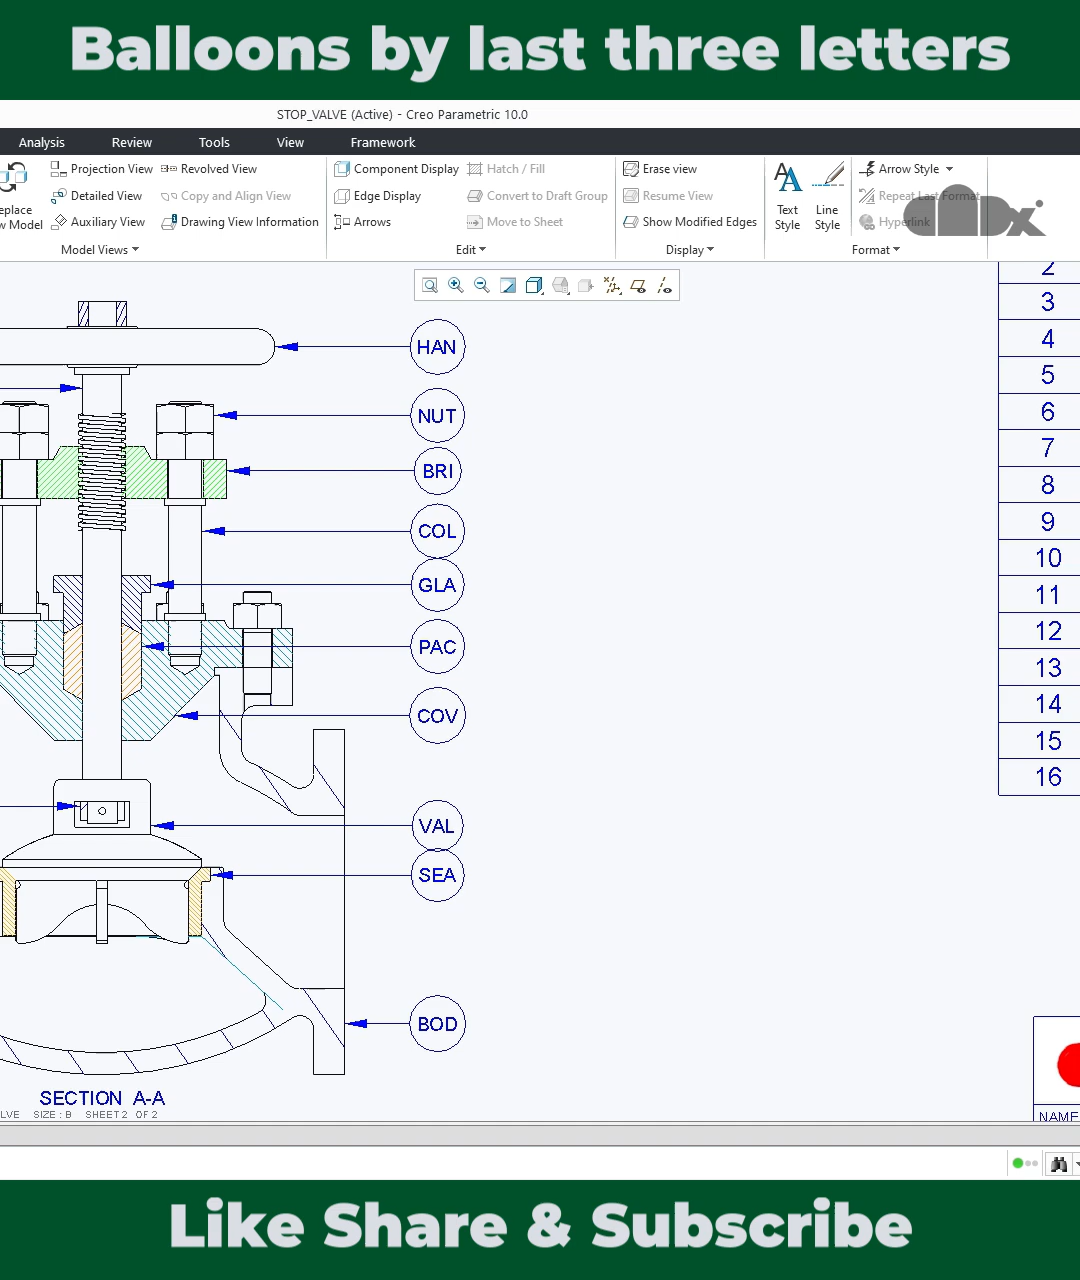 Balloons by last three letters
STOP_VALVE (Active) - Creo Parametric 10.0
Analysis Review Tools View Framework
Projection View Revolved View Component Display Hatch / Fill Erase view Arrow Style
eplace Detailed View Copy and Align View Edge Display Convert to Draft Group Resume View Text Line Repeat Last Format
w Model Auxiliary View Drawing View Information Arrows Move to Sheet Show Modified Edges Style Style Hyperlink
Model Views Edit Display Format
2
3
HAN
4
5
NUT
6
7
BRI
8
COL
9
10
GLA
11
12
PAC
13
14
COV
15
16
VAL
SEA
BOD
SECTION A-A
LVE SIZE : B SHEET 2 OF 2
NAME
Like Share & Subscribe